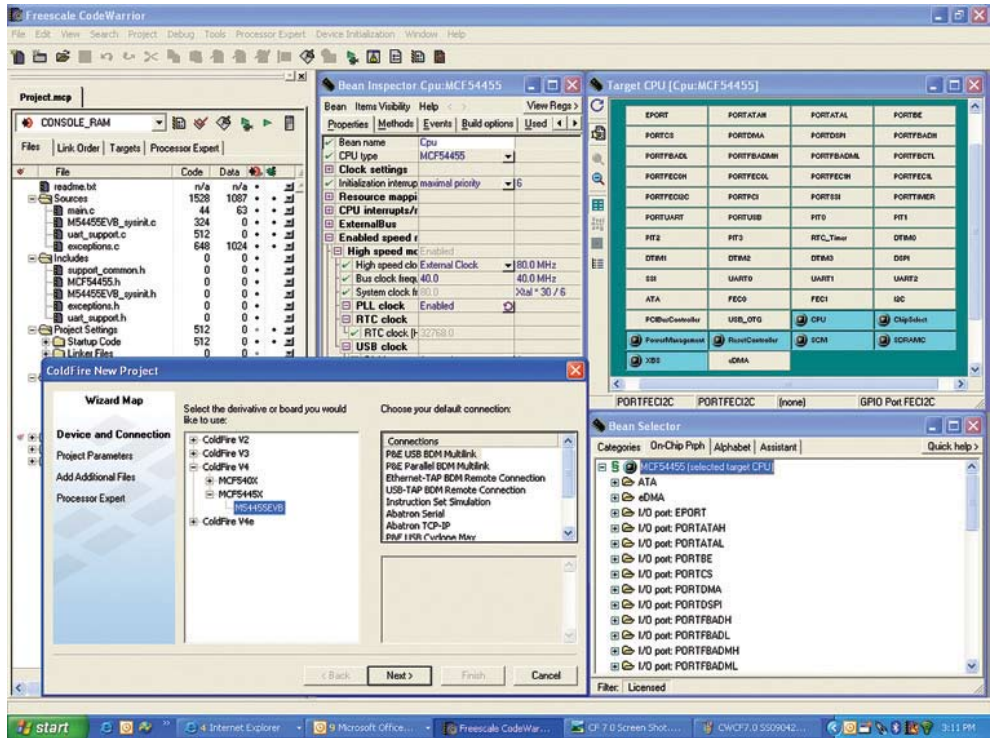 Freescale CodeWarrior
File Edit View Search Project Debug Tools Processor Expert Device Initialization Window Help
Project.mcp
CONSOLE_RAM
Files Link Order Targets Processor Expert
File Code Data
readme.txt n/a n/a
Sources 1528 1087
main.c 44 63
M54455EVB_sysinit.c 324 0
uart_support.c 512 0
exceptions.c 648 1024
Includes 0 0
support_common.h 0 0
MCF54455.h 0 0
M54455EVB_sysinit.h 0 0
exceptions.h 0 0
uart_support.h 0 0
Project Settings 512 0
Startup Code 512 0
Linker Files 0 0
Bean Inspector Cpu:MCF54455
Bean Items Visibility Help < > View Regs >
Properties Methods Events Build options Used
Bean name Cpu
CPU type MCF54455
Clock settings
Initialization interrup maximal priority 6
Resource mappi
CPU interrupts/r
ExternalBus
Enabled speed r
High speed mc Enabled
High speed clo External Clock 80.0 MHz
Bus clock freq 40.0 40.0 MHz
System clock fr 80.0 Xtal * 30 / 6
PLL clock Enabled
RTC clock
RTC clock [H 32768.0
USB clock
Target CPU [Cpu:MCF54455]
EPORT PORTATAH PORTATAL PORTBE
PORTCS PORTDMA PORTDSPI PORTFBADH
PORTFBADL PORTFBADMH PORTFBADML PORTFBCTL
PORTFEC0H PORTFEC0L PORTFEC1H PORTFEC1L
PORTFECI2C PORTPCI PORTSSI PORTTIMER
PORTUART PORTUSB PIT0 PIT1
PIT2 PIT3 RTC_Timer DTIM0
DTIM1 DTIM2 DTIM3 DSPI
SSI UART0 UART1 UART2
ATA FEC0 FEC1 I2C
PCIBusController USB_OTG CPU ChipSelect
PowerManagement ResetController SCM SDRAMC
XBS eDMA
PORTFECI2C PORTFECI2C (none) GPIO Port FECI2C
ColdFire New Project
Wizard Map
Device and Connection
Project Parameters
Add Additional Files
Processor Expert
Select the derivative or board you would
like to use:
ColdFire V2
ColdFire V3
ColdFire V4
MCF540X
MCF5445X
M54455EVB
ColdFire V4e
Choose your default connection:
Connections
P&E USB BDM Multilink
P&E Parallel BDM Multilink
Ethernet-TAP BDM Remote Connection
USB-TAP BDM Remote Connection
Instruction Set Simulation
Abatron Serial
Abatron TCP-IP
P&E USB Cyclone Max
< Back Next > Finish Cancel
Bean Selector
Categories On-Chip Prph Alphabet Assistant Quick help >
MCF54455 (selected target CPU)
ATA
eDMA
I/O port: EPORT
I/O port: PORTATAH
I/O port: PORTATAL
I/O port: PORTBE
I/O port: PORTCS
I/O port: PORTDMA
I/O port: PORTDSPI
I/O port: PORTFBADH
I/O port: PORTFBADL
I/O port: PORTFBADMH
I/O port: PORTFBADML
Filter: Licensed
start 4 Internet Explorer 9 Microsoft Office... Freescale CodeWar... CF 7.0 Screen Shot.... CWCF7.0 SS09042... 3:11 PM